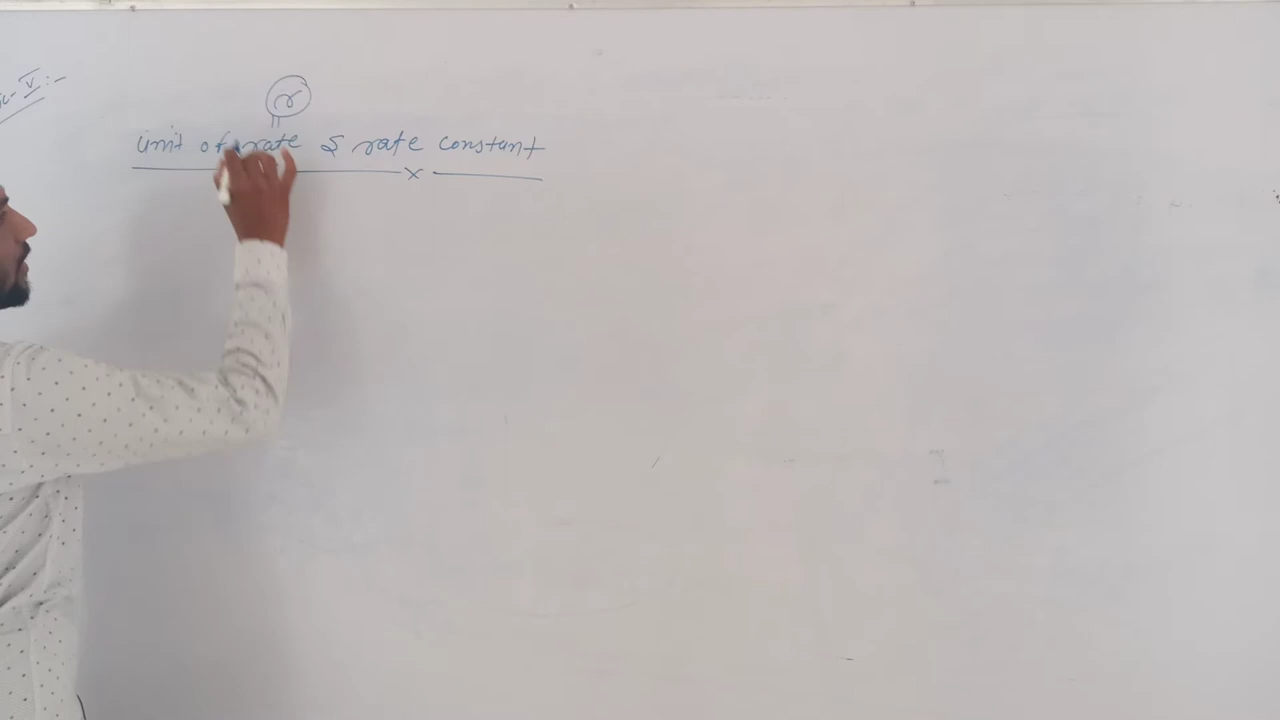 V :-
r
Unit of rate & rate constant
x